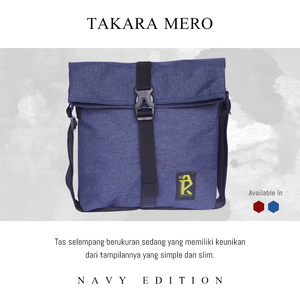 TAKARA MERO
Available In
Tas selempang berukuran sedang yang memiliki keunikan
dari tampilannya yang simple dan slim.
NAVY EDITION